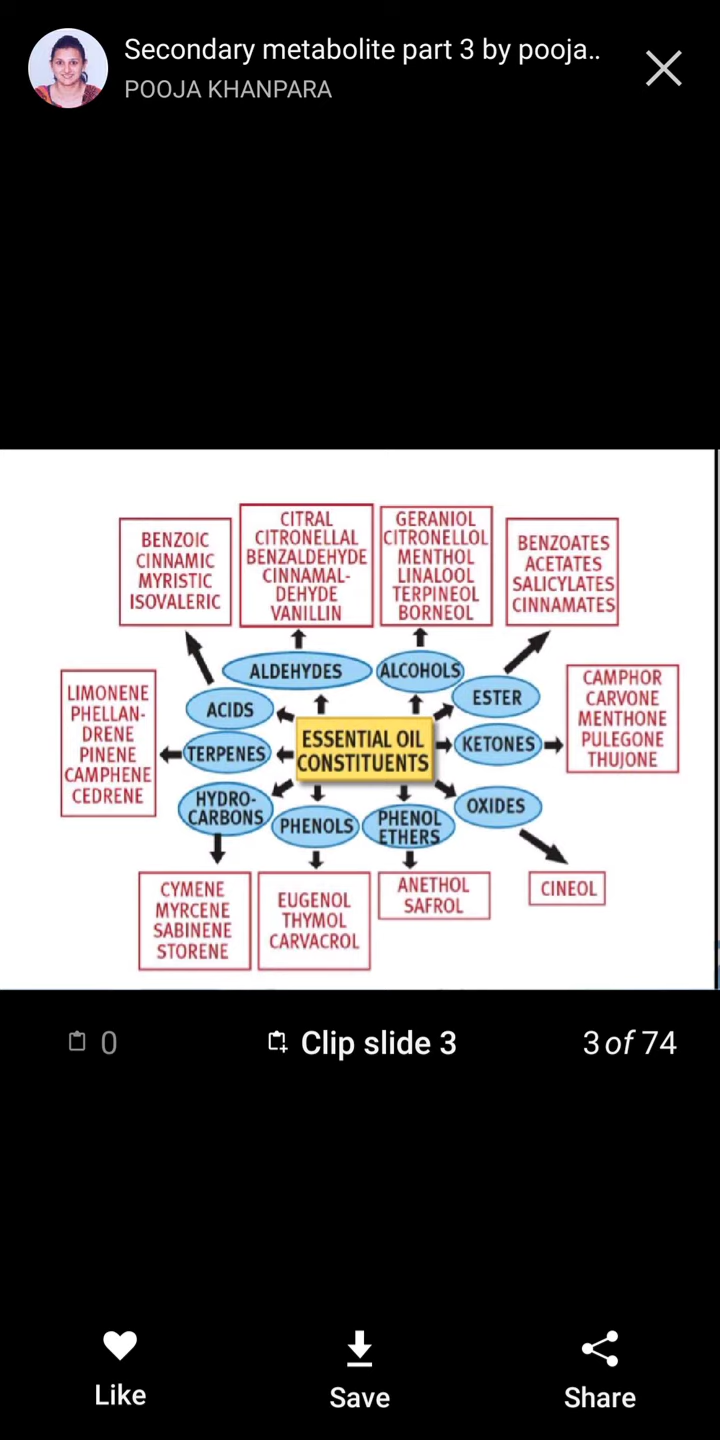 Secondary metabolite part 3 by pooja..
POOJA KHANPARA
BENZOIC
CINNAMIC
MYRISTIC
ISOVALERIC
CITRAL
CITRONELLAL
BENZALDEHYDE
CINNAMAL-
DEHYDE
VANILLIN
GERANIOL
CITRONELLOL
MENTHOL
LINALOOL
TERPINEOL
BORNEOL
BENZOATES
ACETATES
SALICYLATES
CINNAMATES
ALDEHYDES
ALCOHOLS
ACIDS
ESTER
LIMONENE
PHELLAN-
DRENE
PINENE
CAMPHENE
CEDRENE
TERPENES
ESSENTIAL OIL
CONSTITUENTS
KETONES
CAMPHOR
CARVONE
MENTHONE
PULEGONE
THUJONE
HYDRO-
CARBONS
PHENOLS
PHENOL
ETHERS
OXIDES
CYMENE
MYRCENE
SABINENE
STORENE
EUGENOL
THYMOL
CARVACROL
ANETHOL
SAFROL
CINEOL
0
Clip slide 3
3 of 74
Like
Save
Share